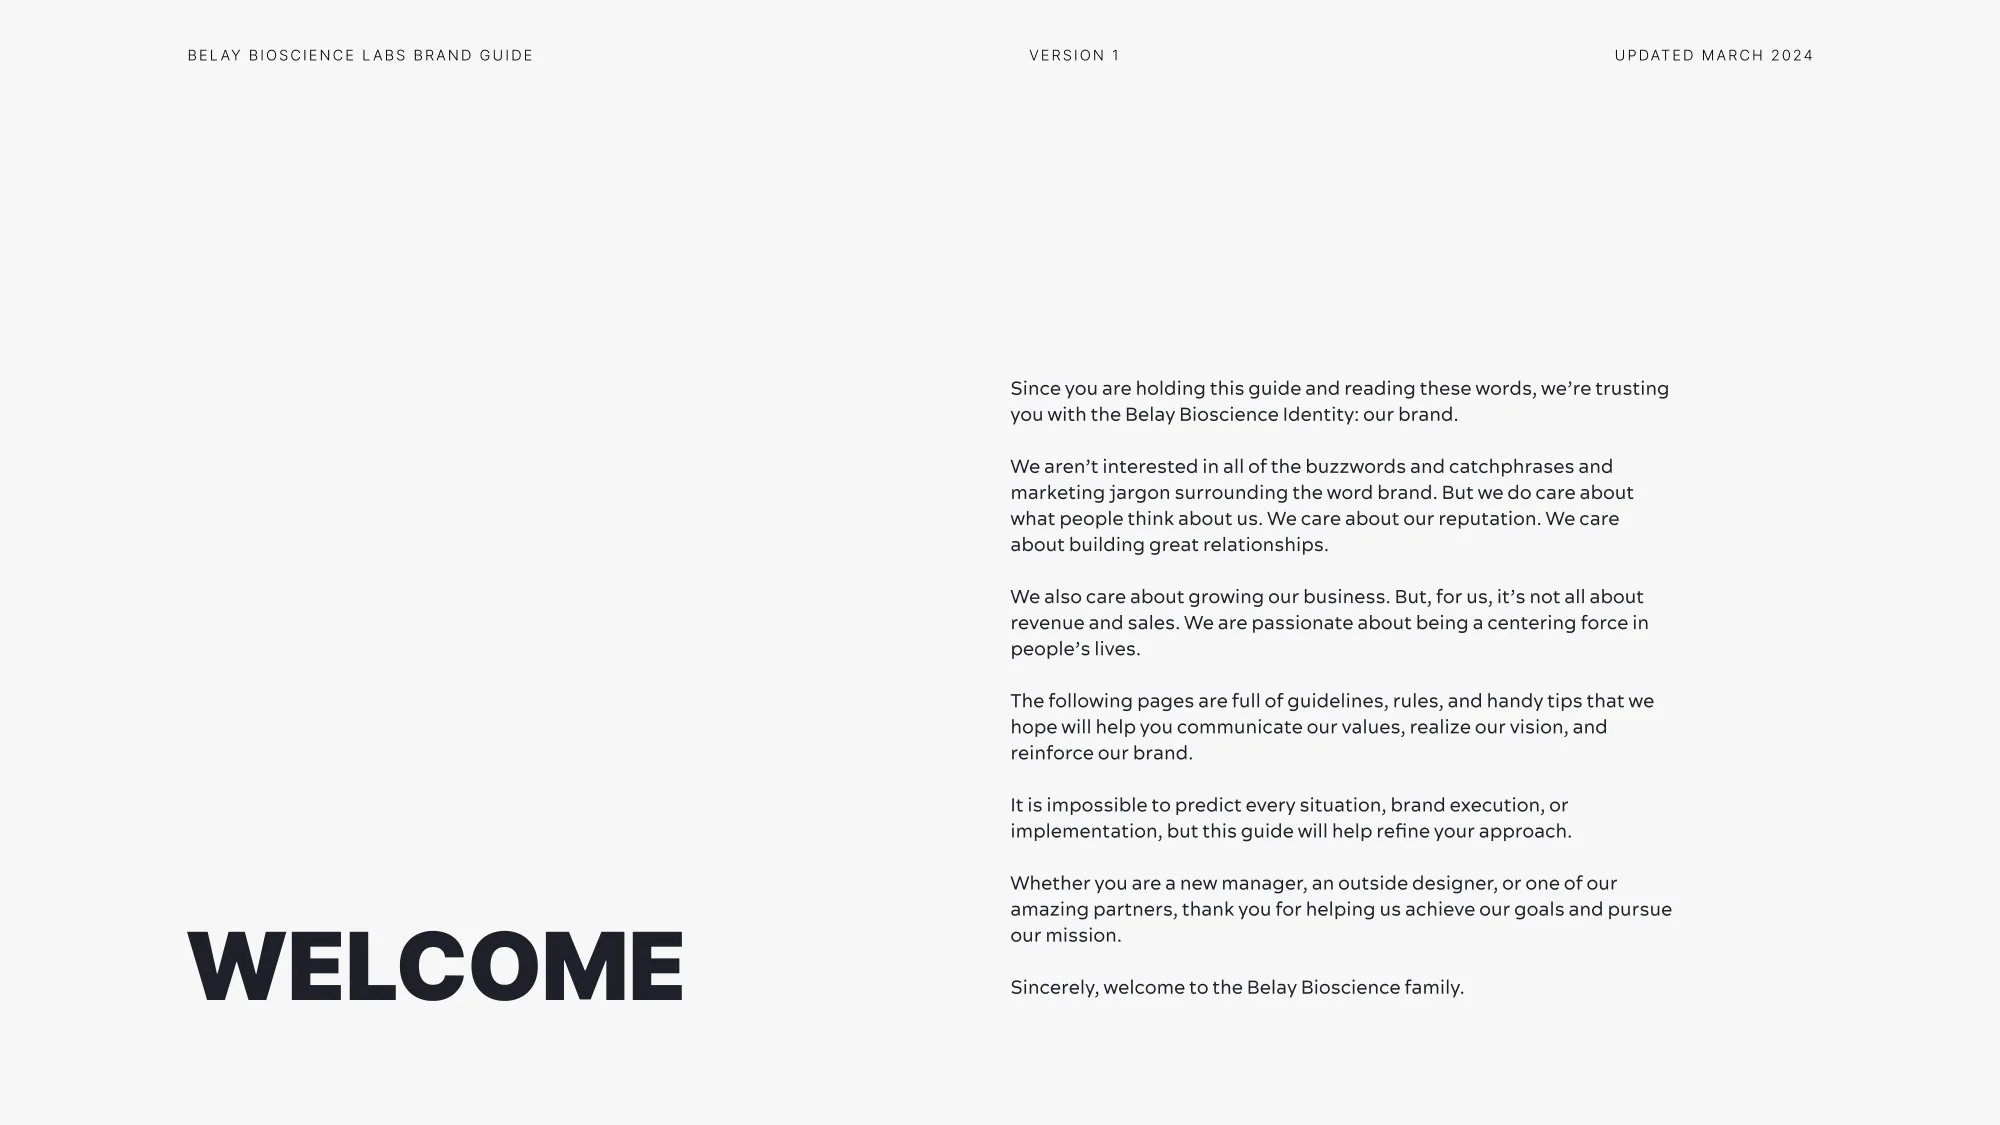 BELAY BIOSCIENCE LABS BRAND GUIDE
VERSION 1
UPDATED MARCH 2024
WELCOME
Since you are holding this guide and reading these words, we’re trusting
you with the Belay Bioscience Identity: our brand.
We aren’t interested in all of the buzzwords and catchphrases and
marketing jargon surrounding the word brand. But we do care about
what people think about us. We care about our reputation. We care
about building great relationships.
We also care about growing our business. But, for us, it’s not all about
revenue and sales. We are passionate about being a centering force in
people’s lives.
The following pages are full of guidelines, rules, and handy tips that we
hope will help you communicate our values, realize our vision, and
reinforce our brand.
It is impossible to predict every situation, brand execution, or
implementation, but this guide will help refine your approach.
Whether you are a new manager, an outside designer, or one of our
amazing partners, thank you for helping us achieve our goals and pursue
our mission.
Sincerely, welcome to the Belay Bioscience family.